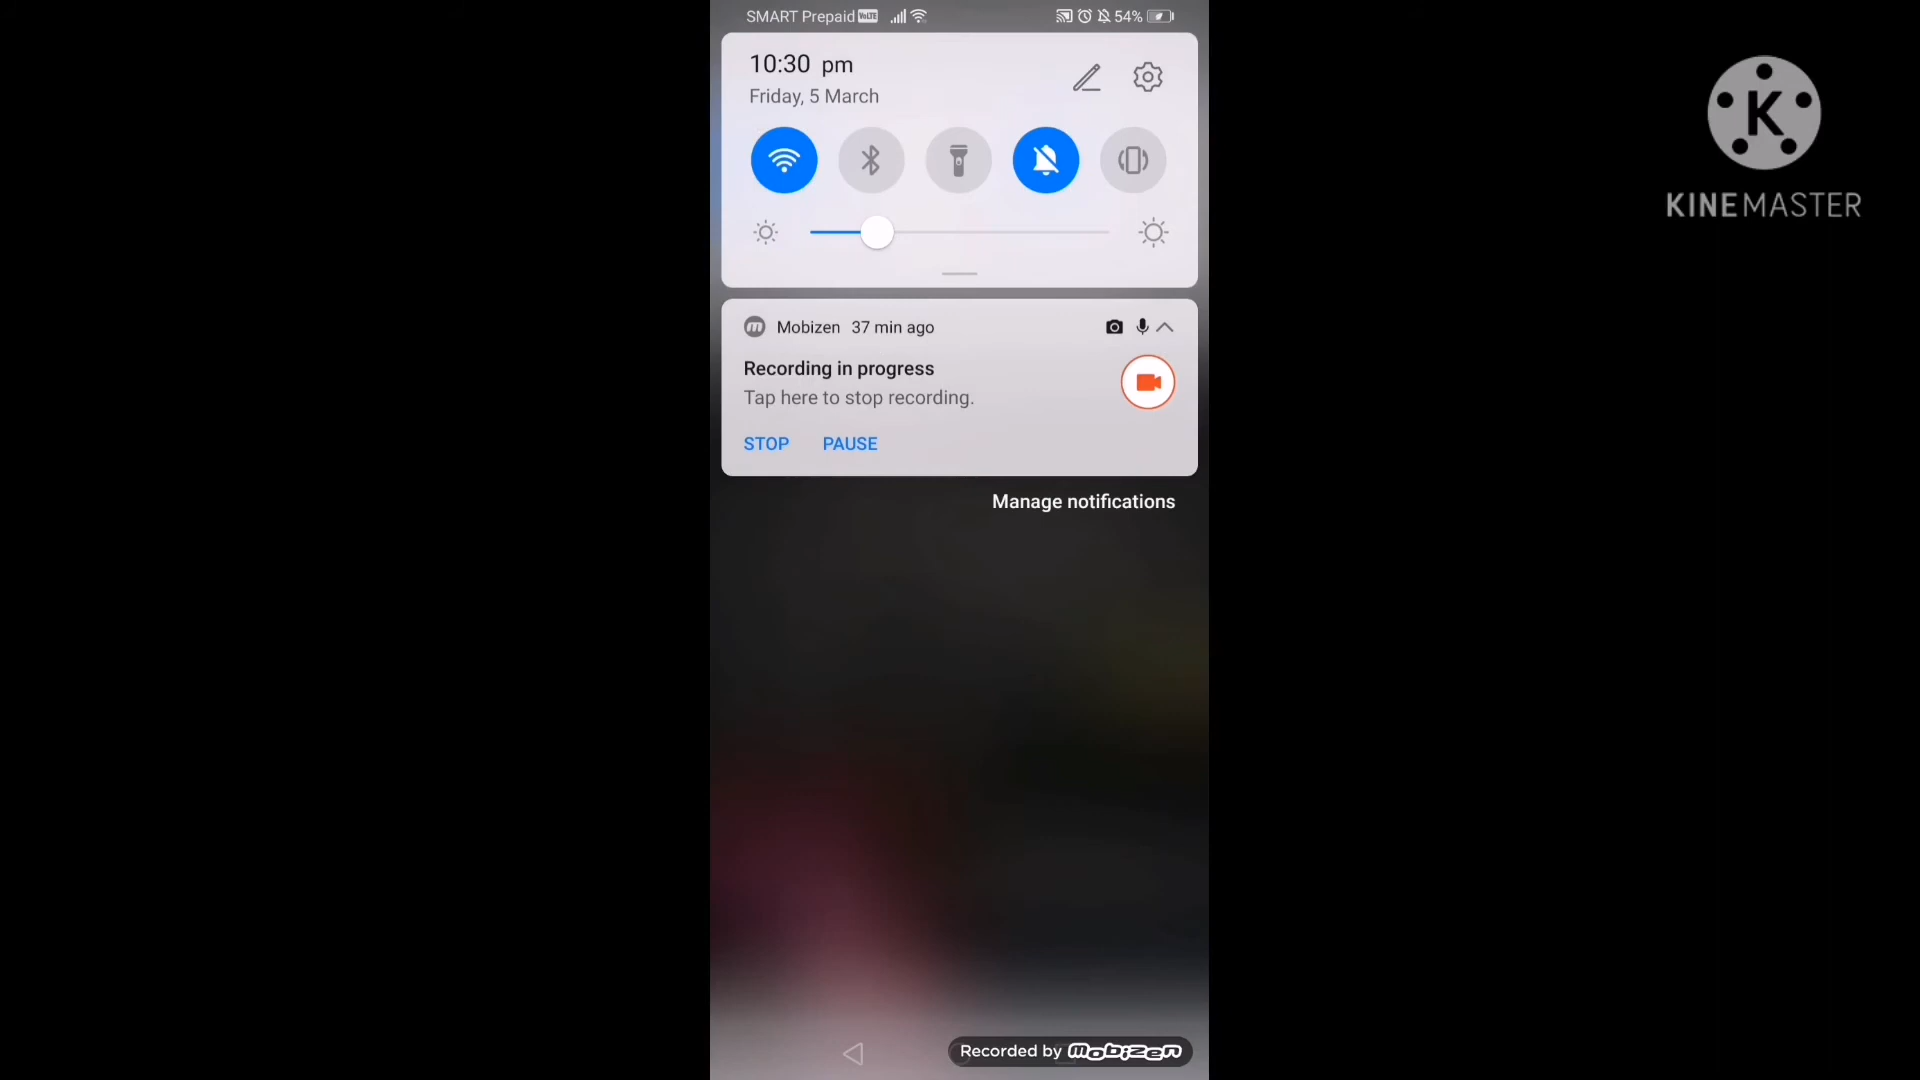 SMART Prepaid VoLTE 54%
10:30 pm
Friday, 5 March
K
KINEMASTER
m Mobizen 37 min ago
Recording in progress
Tap here to stop recording.
STOP PAUSE
Manage notifications
Recorded by mobizen